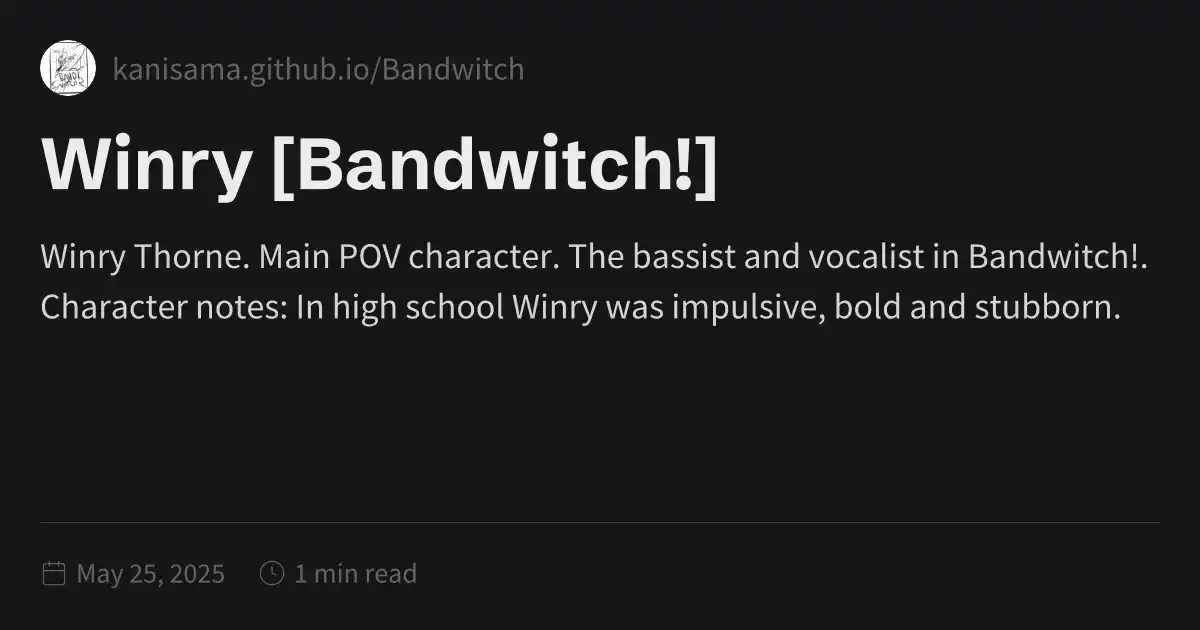 kanisama.github.io/Bandwitch
Winry [Bandwitch!]
Winry Thorne. Main POV character. The bassist and vocalist in Bandwitch!.
Character notes: In high school Winry was impulsive, bold and stubborn.
May 25, 2025 1 min read